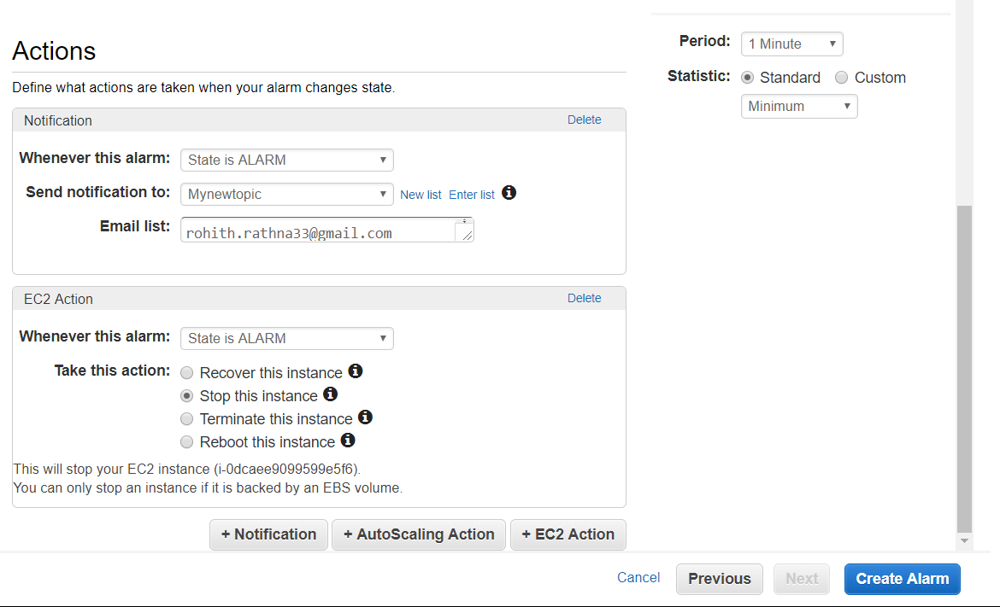 Actions
Define what actions are taken when your alarm changes state.
Notification Delete
Whenever this alarm: State is ALARM
Send notification to: Mynewtopic New list Enter list
Email list: rohith.rathna33@gmail.com
EC2 Action Delete
Whenever this alarm: State is ALARM
Take this action: Recover this instance
Stop this instance
Terminate this instance
Reboot this instance
This will stop your EC2 instance (i-0dcaee9099599e5f6).
You can only stop an instance if it is backed by an EBS volume.
+ Notification + AutoScaling Action + EC2 Action
Period: 1 Minute
Statistic: Standard Custom
Minimum
Cancel Previous Next Create Alarm